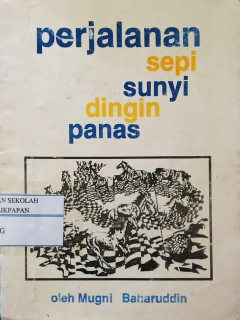 perjalanan
sepi
sunyi
dingin
panas
AN SEKOLAH
IKPAPAN
G
oleh Mugni Baharuddin